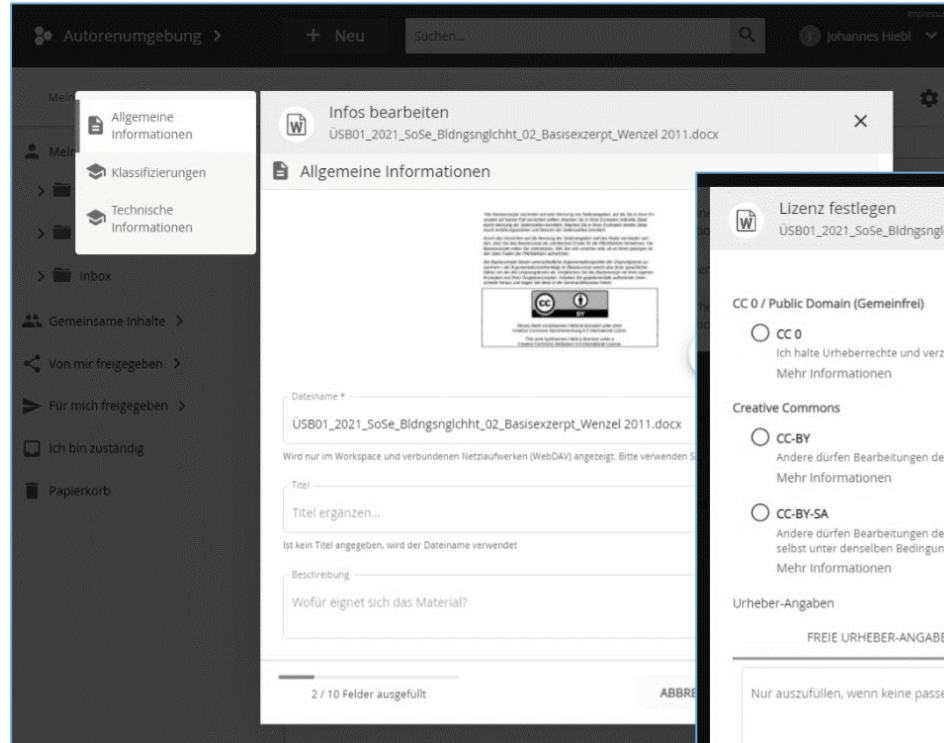 Autorenumgebung >
+ Neu
Suchen...
Johannes Hiebl
Allgemeine
Informationen
Klassifizierungen
Technische
Informationen
> Inbox
Gemeinsame Inhalte >
Von mir freigegeben >
Für mich freigegeben >
Ich bin zuständig
Papierkorb
Infos bearbeiten
ÜSB01_2021_SoSe_Bldngsnglchht_02_Basisexzerpt_Wenzel 2011.docx
Allgemeine Informationen
CC BY
Dateiname *
ÜSB01_2021_SoSe_Bldngsnglchht_02_Basisexzerpt_Wenzel 2011.docx
Wird nur im Workspace und verbundenen Netzlaufwerken (WebDAV) angezeigt. Bitte verwenden S
Titel
Titel ergänzen...
Ist kein Titel angegeben, wird der Dateiname verwendet
Beschreibung
Wofür eignet sich das Material?
2 / 10 Felder ausgefüllt
ABBRE
Lizenz festlegen
ÜSB01_2021_SoSe_Bldngsngl
CC 0 / Public Domain (Gemeinfrei)
CC 0
Ich halte Urheberrechte und verz
Mehr Informationen
Creative Commons
CC-BY
Andere dürfen Bearbeitungen de
Mehr Informationen
CC-BY-SA
Andere dürfen Bearbeitungen de
selbst unter denselben Bedingun
Mehr Informationen
Urheber-Angaben
FREIE URHEBER-ANGABE
Nur auszufüllen, wenn keine passe